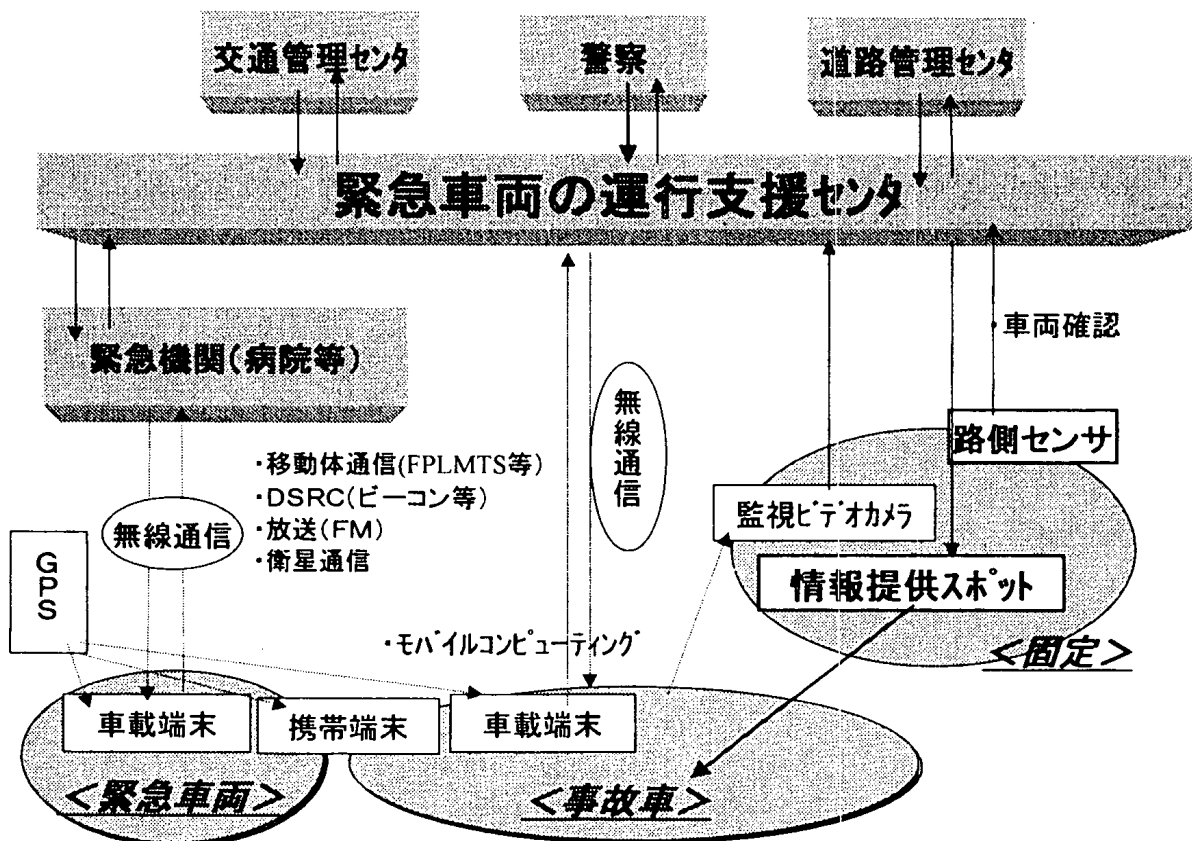 交通管理センタ
警察
道路管理センタ
緊急車両の運行支援センタ
緊急機関(病院等)
・車両確認
無線通信
路側センサ
・移動体通信(FPLMTS等)
・DSRC(ビーコン等)
・放送(FM)
・衛星通信
無線通信
監視ビデオカメラ
GPS
情報提供スポット
・モバイルコンピューティング
<固定>
車載端末
携帯端末
車載端末
<緊急車両>
<事故車>